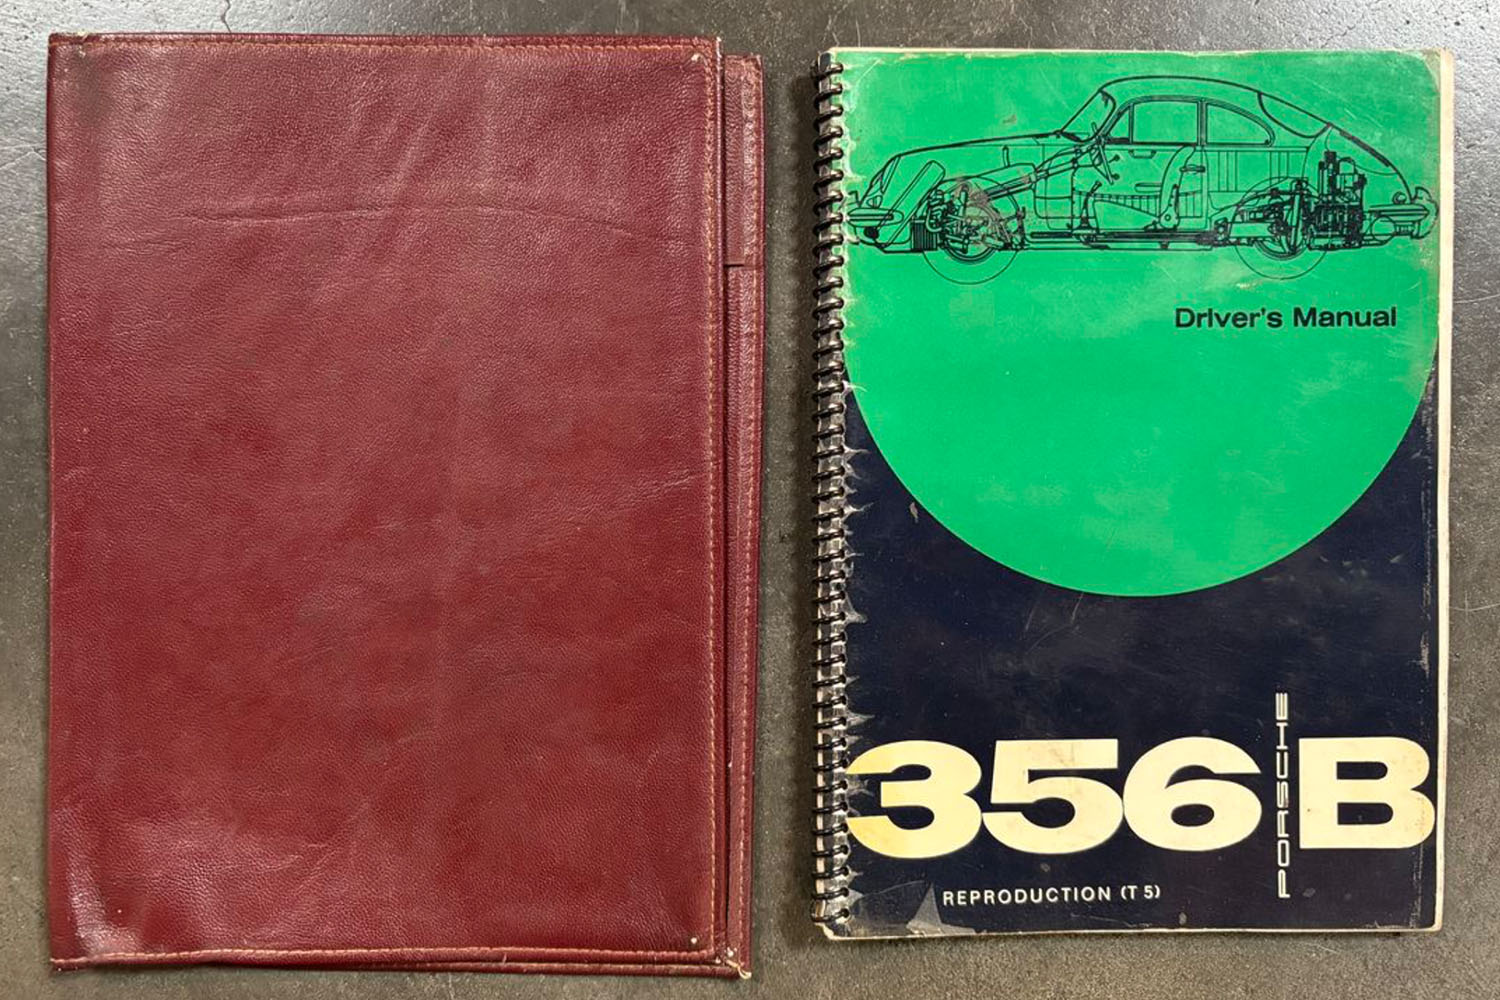 Driver's Manual
356 B
PORSCHE
REPRODUCTION (T 5)